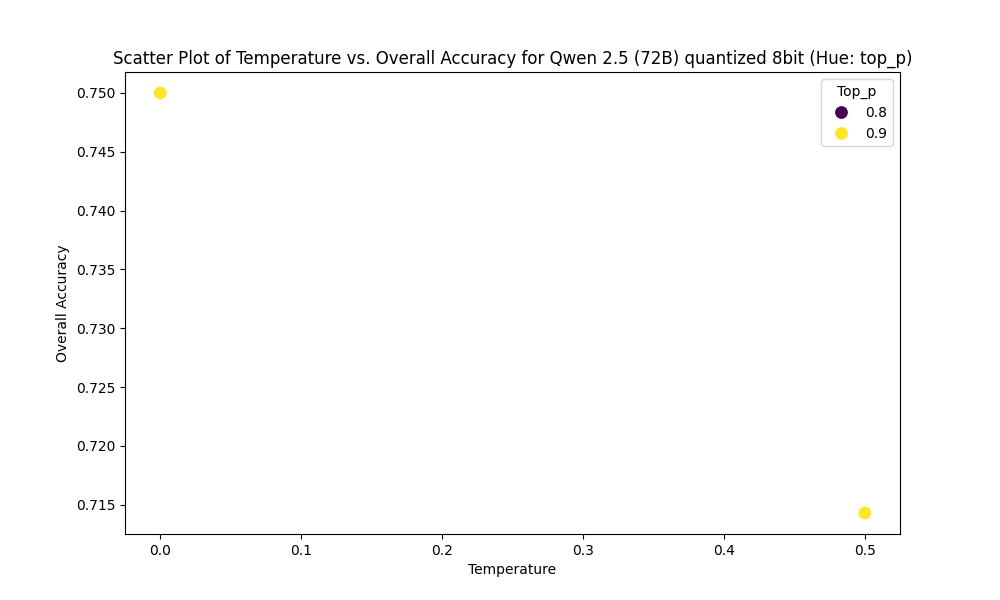 Scatter Plot of Temperature vs. Overall Accuracy for Qwen 2.5 (72B) quantized 8bit (Hue: top_p)
Top_p
0.8
0.9
0.750
0.745
0.740
0.735
0.730
0.725
0.720
0.715
Overall Accuracy
0.0 0.1 0.2 0.3 0.4 0.5
Temperature